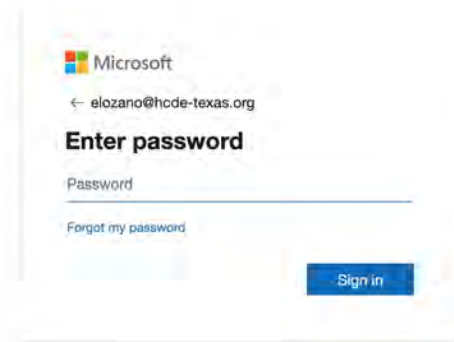 Microsoft
← elozano@hcde-texas.org
Enter password
Password
Forgot my password
Sign in